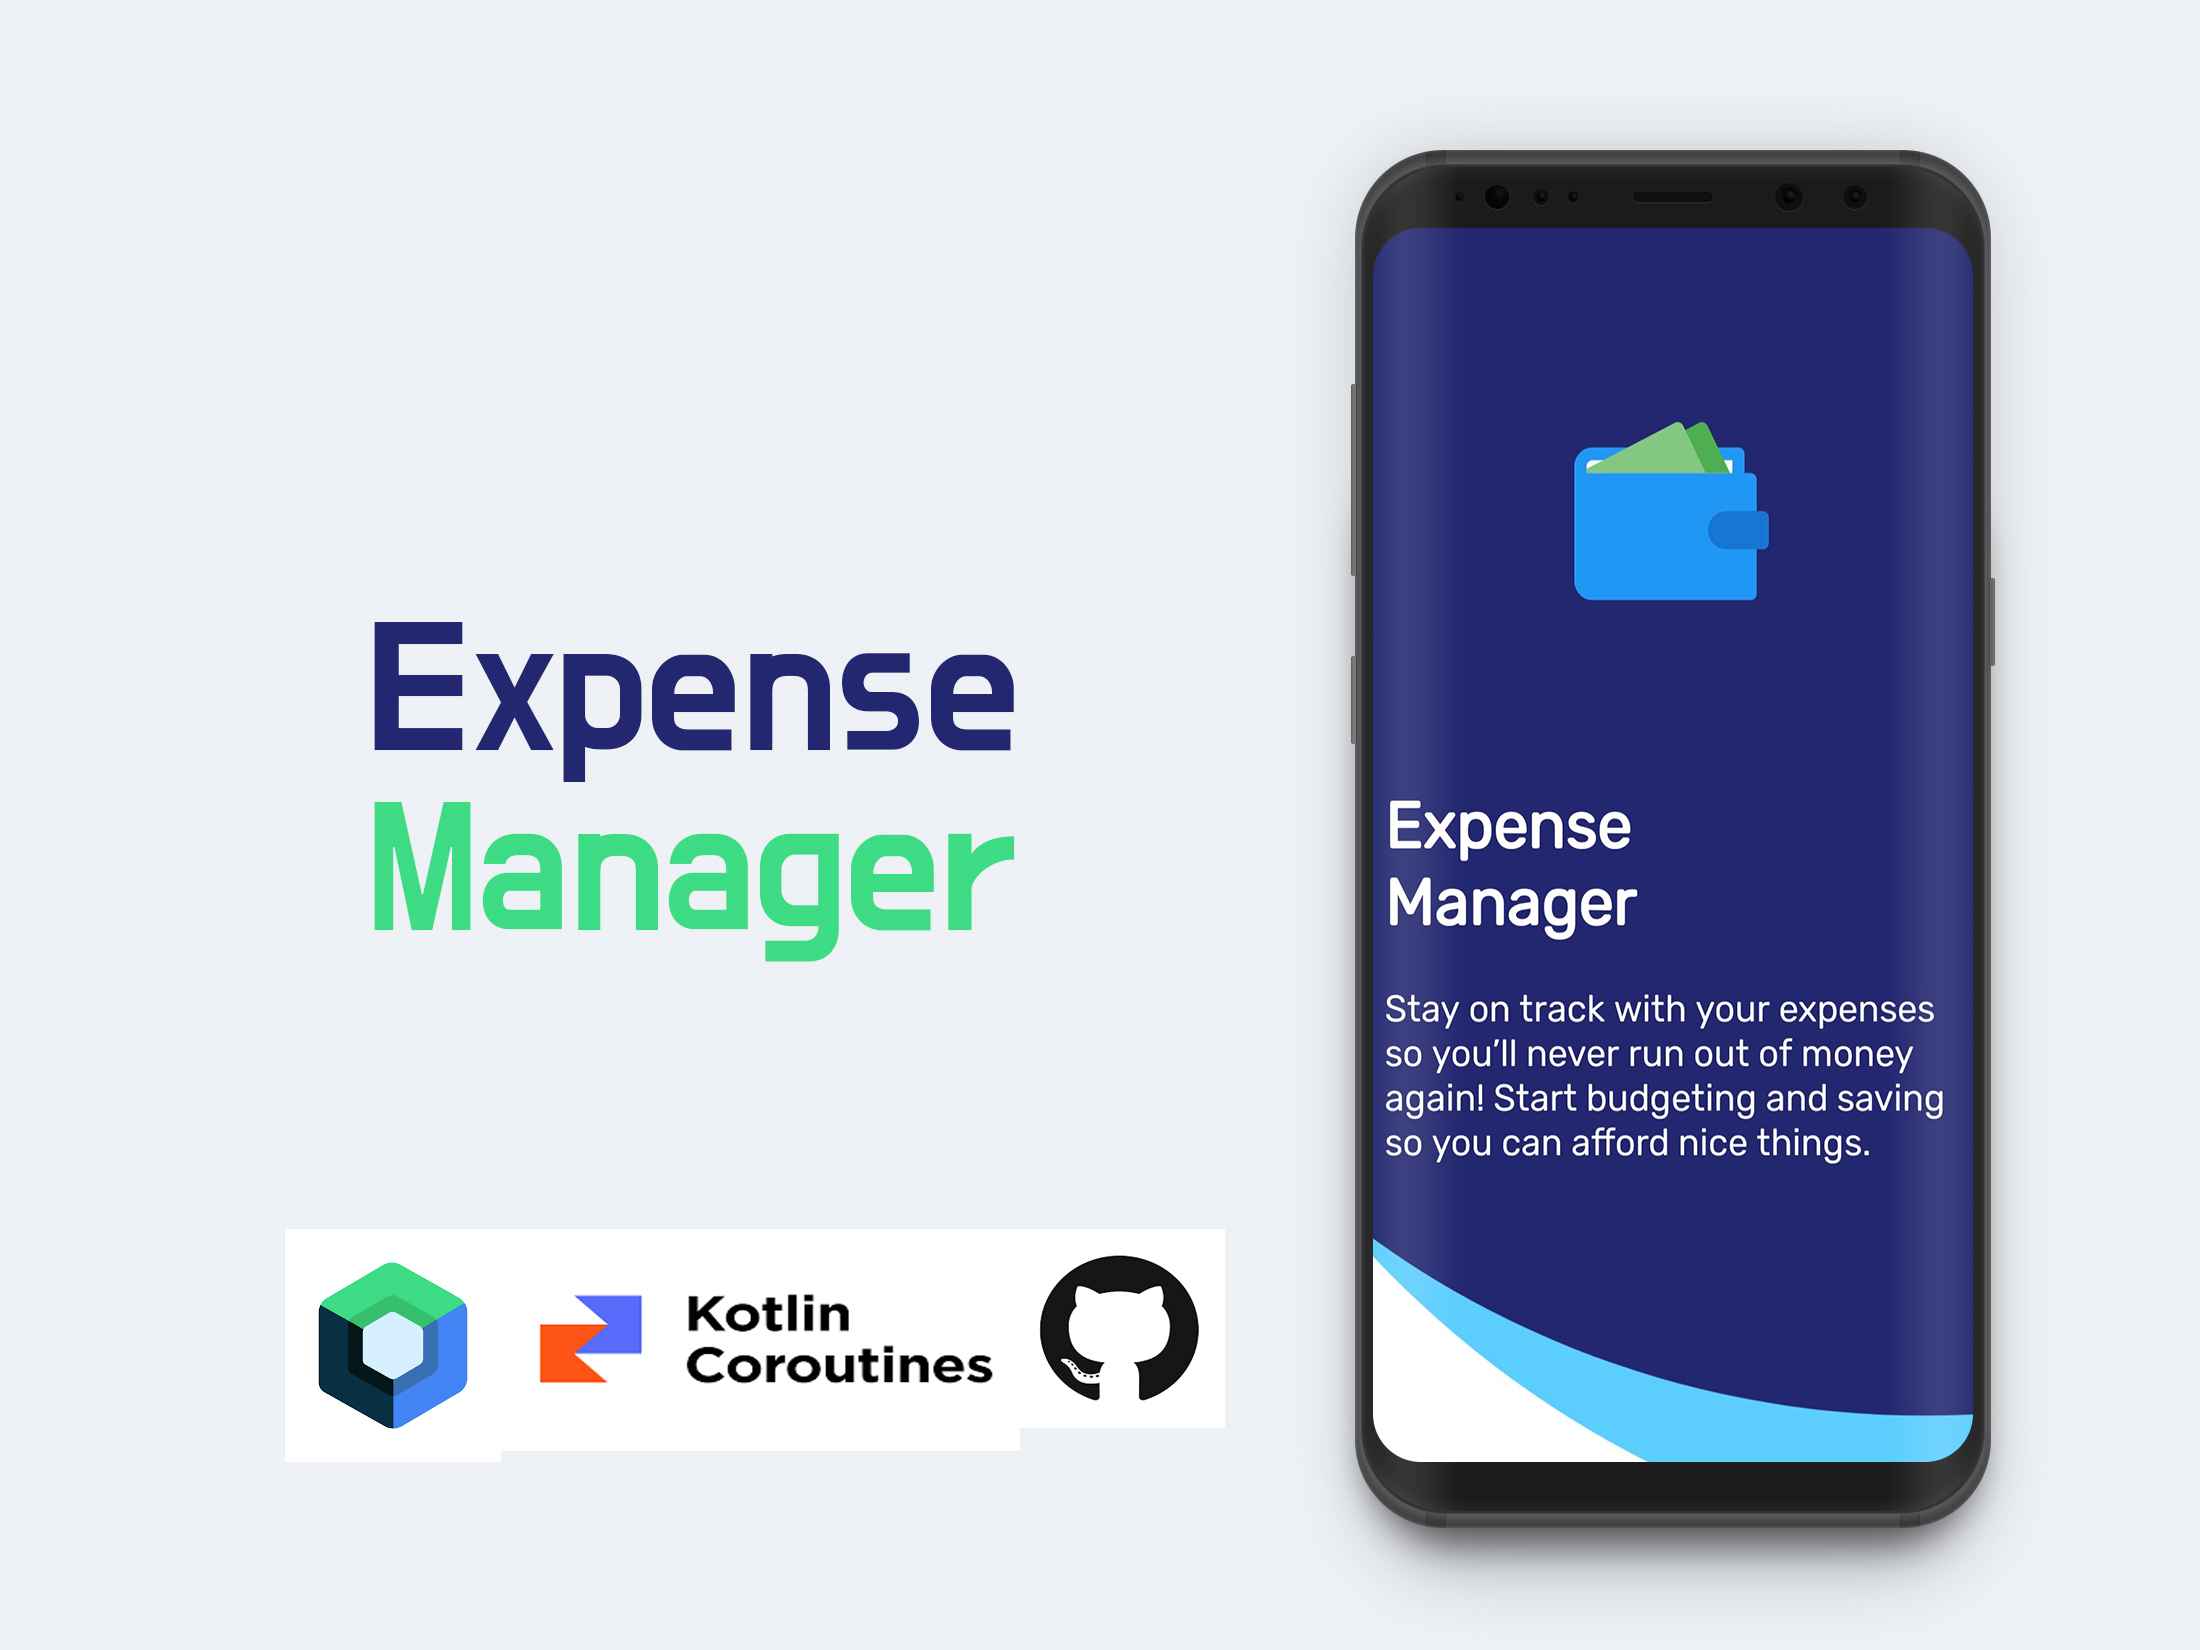 Expense
Manager
Kotlin
Coroutines
Expense
Manager
Stay on track with your expenses
so you’ll never run out of money
again! Start budgeting and saving
so you can afford nice things.